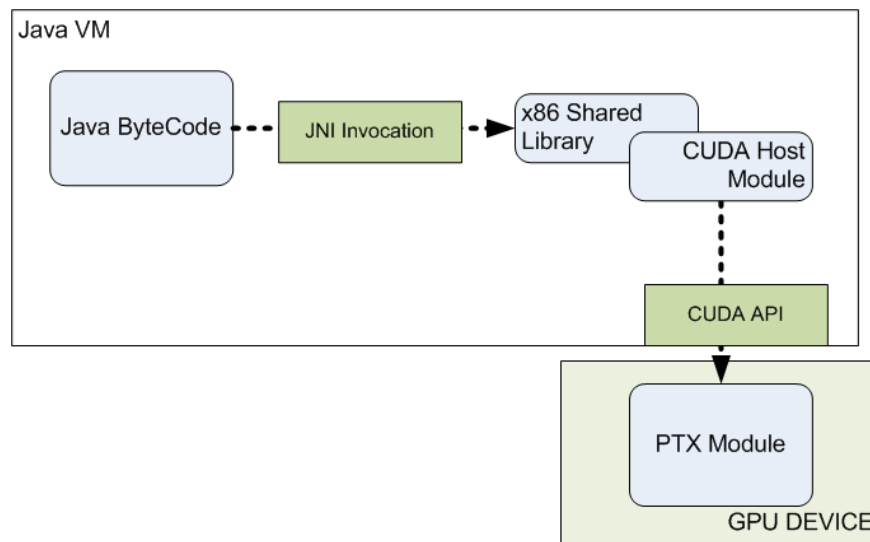 Java VM
Java ByteCode
JNI Invocation
x86 Shared
Library
CUDA Host
Module
CUDA API
PTX Module
GPU DEVICE